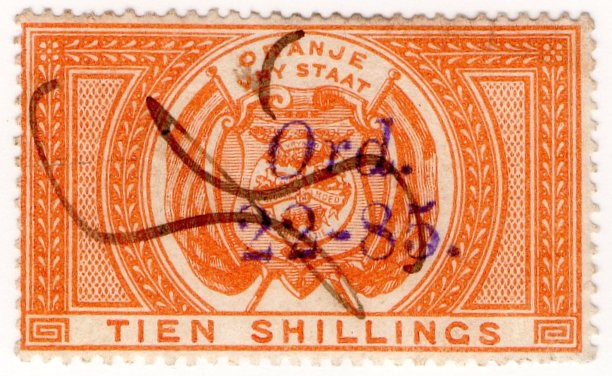 ORANJE
VRY STAAT
Ord.
22-85.
TIEN SHILLINGS